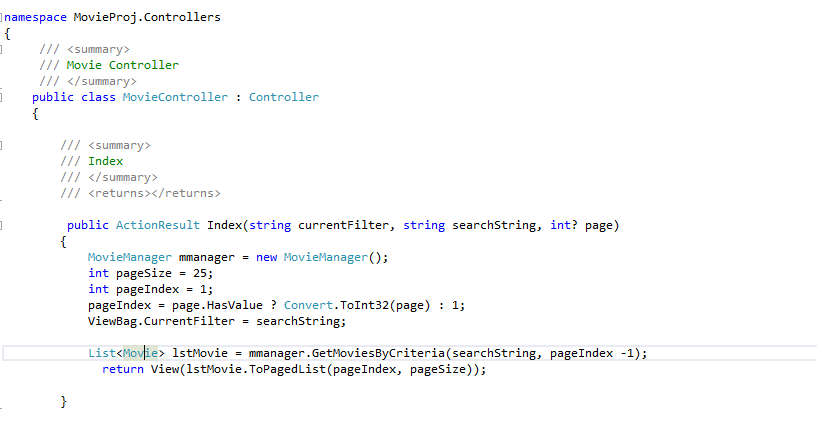 namespace MovieProj.Controllers
{
/// <summary>
/// Movie Controller
/// </summary>
public class MovieController : Controller
{
/// <summary>
/// Index
/// </summary>
/// <returns></returns>
public ActionResult Index(string currentFilter, string searchString, int? page)
{
MovieManager mmanager = new MovieManager();
int pageSize = 25;
int pageIndex = 1;
pageIndex = page.HasValue ? Convert.ToInt32(page) : 1;
ViewBag.CurrentFilter = searchString;
List<Movie> lstMovie = mmanager.GetMoviesByCriteria(searchString, pageIndex -1);
return View(lstMovie.ToPagedList(pageIndex, pageSize));
}